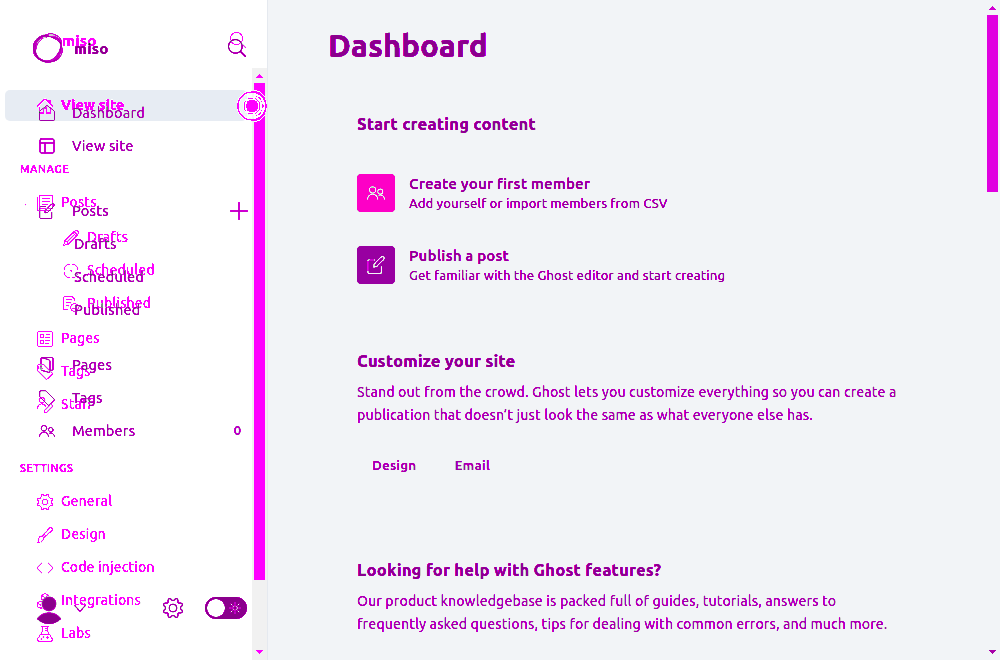 miso
miso
Dashboard
View site
Dashboard
View site
MANAGE
Posts
Posts
Drafts
Drafts
Scheduled
Scheduled
Published
Published
Pages
Pages
Tags
Tags
Staff
Members 0
SETTINGS
General
Design
Code injection
Integrations
Labs
Start creating content
Create your first member
Add yourself or import members from CSV
Publish a post
Get familiar with the Ghost editor and start creating
Customize your site
Stand out from the crowd. Ghost lets you customize everything so you can create a
publication that doesn't just look the same as what everyone else has.
Design Email
Looking for help with Ghost features?
Our product knowledgebase is packed full of guides, tutorials, answers to
frequently asked questions, tips for dealing with common errors, and much more.